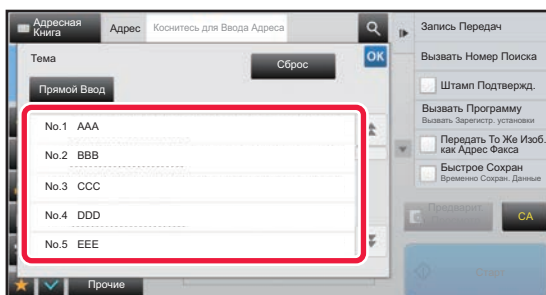 Адресная Книга
Адрес
Коснитесь для Ввода Адреса
Тема
Сброс
OK
Прямой Ввод
No.1 AAA
No.2 BBB
No.3 CCC
No.4 DDD
No.5 EEE
Прочие
Запись Передач
Вызвать Номер Поиска
Штамп Подтвержд.
Вызвать Программу
Вызвать Зарегистр. установки
Передать То Же Изоб.
как Адрес Факса
Быстрое Сохран
Временно Сохран. Данные
Предварит.
CA